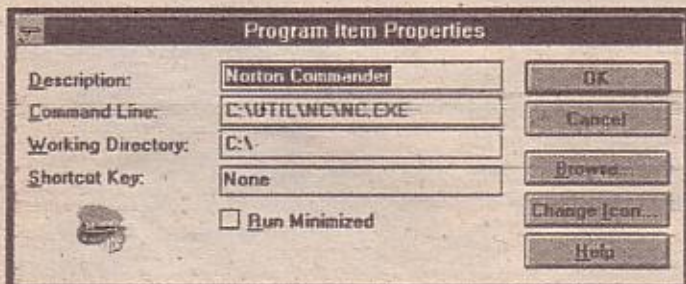 Program Item Properties
Description: Norton Commander OK
Command Line: C:\UTIL\NC\NC.EXE Cancel
Working Directory: C:\
Shortcut Key: None Browse...
Run Minimized Change Icon...
Help